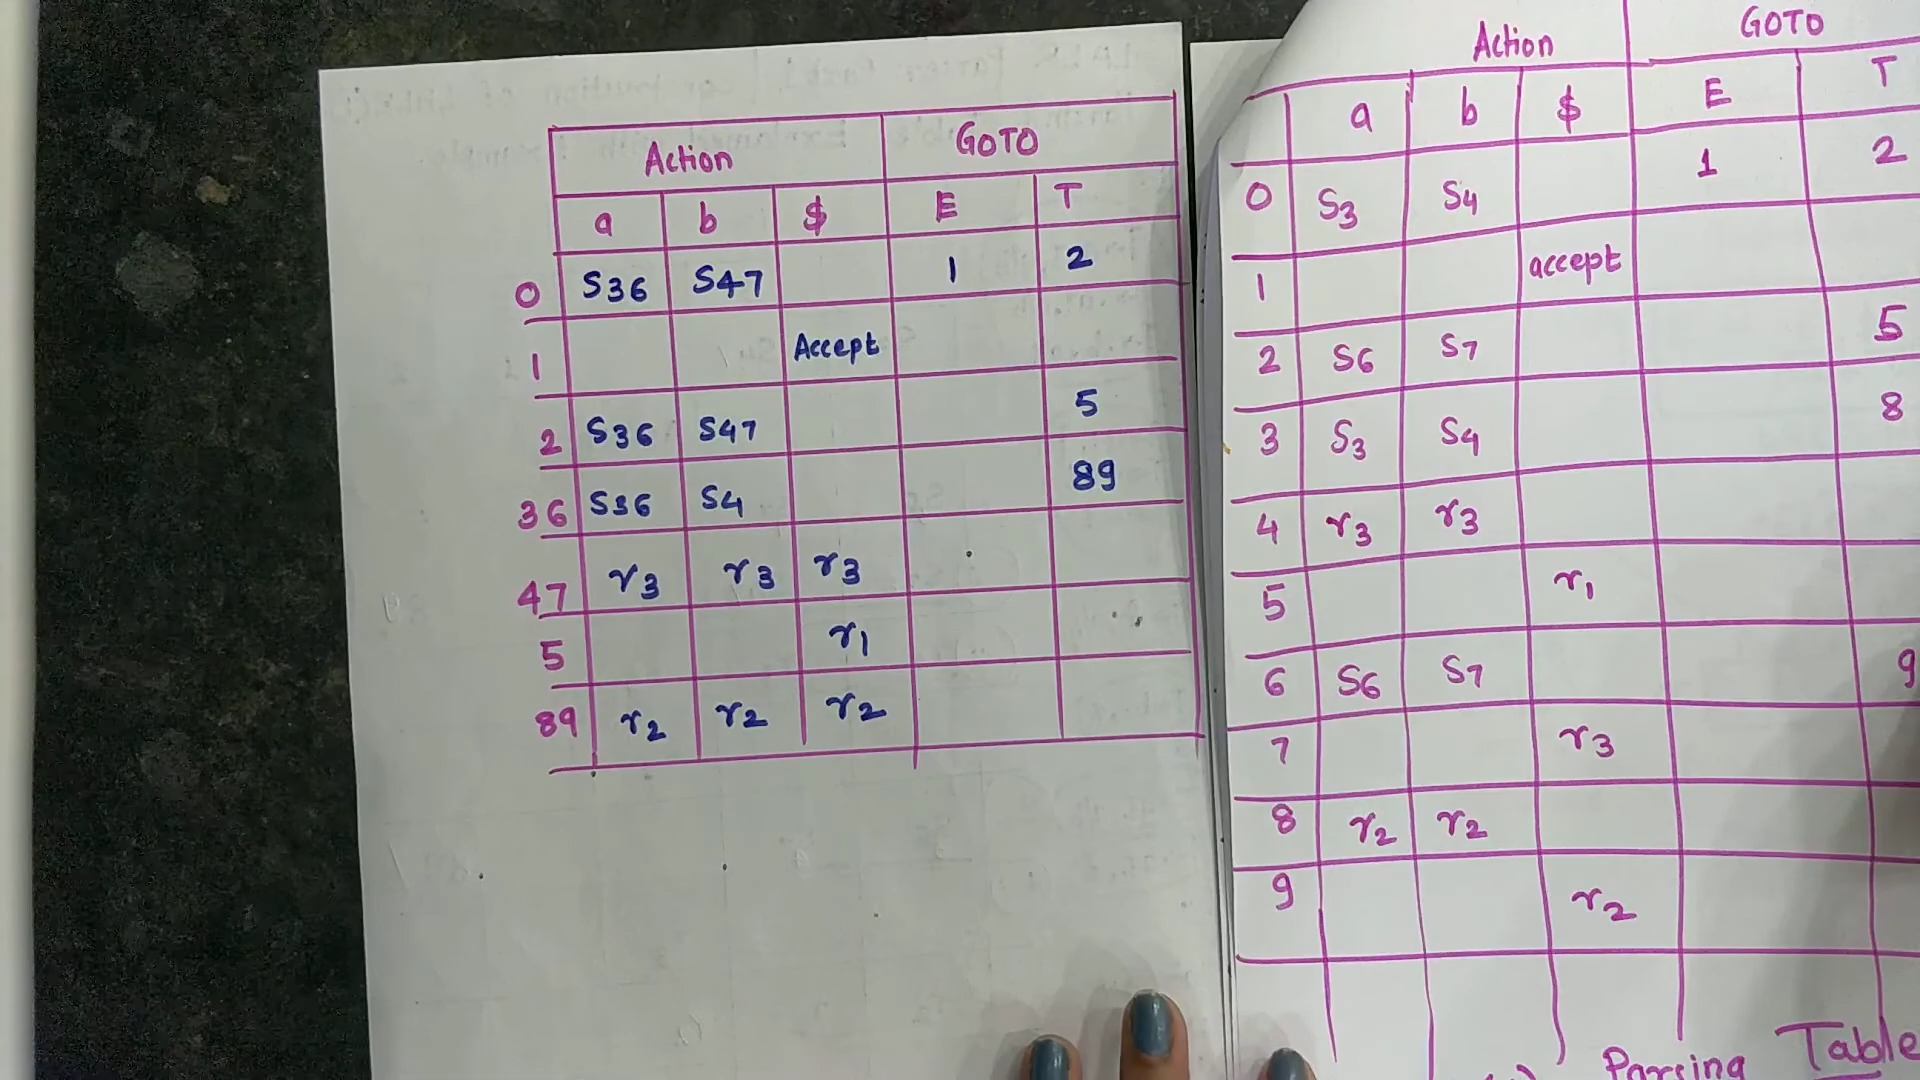 Action GOTO
a b $ E T
0 S36 S47 1 2
1 Accept
2 S36 S47 5
36 S36 S4 89
47 r3 r3 r3
5 r1
89 r2 r2 r2
Action GOTO
a b $ E T
0 S3 S4 1 2
1 accept
2 S6 S7 5
3 S3 S4 8
4 r3 r3
5 r1
6 S6 S7 9
7 r3
8 r2 r2
9 r2
Parsing Table